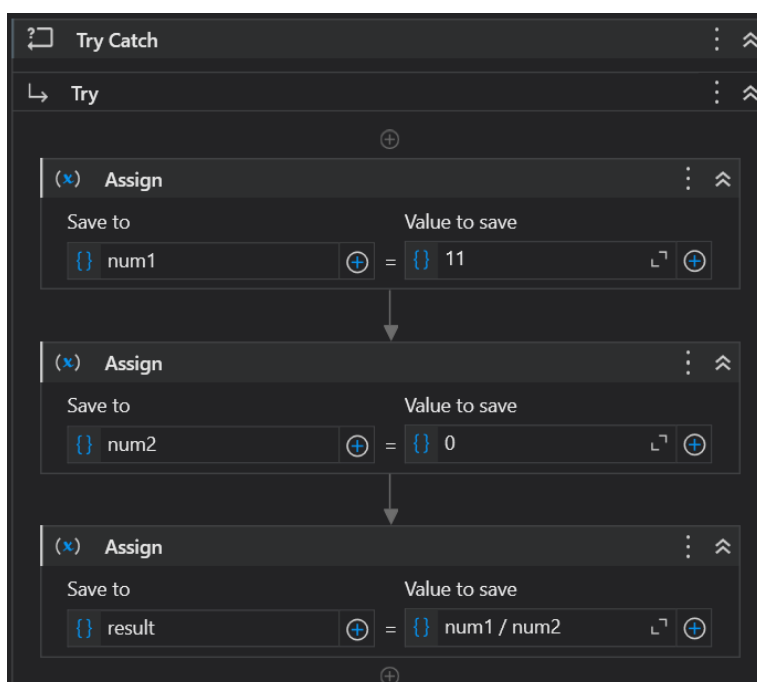 Try Catch
Try
(x) Assign
Save to Value to save
{} num1 = {} 11
(x) Assign
Save to Value to save
{} num2 = {} 0
(x) Assign
Save to Value to save
{} result = {} num1 / num2